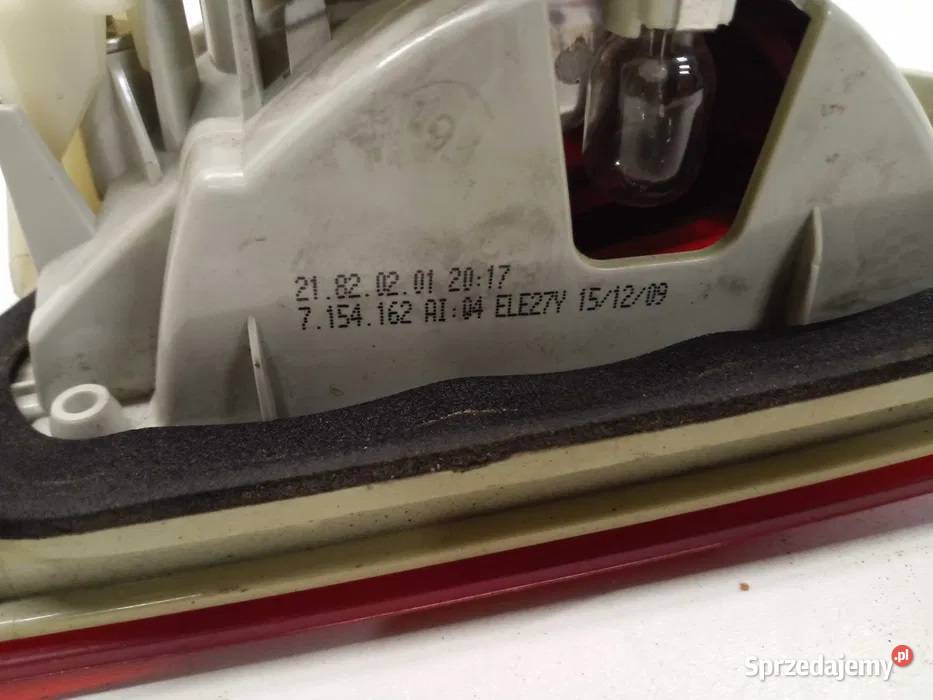 21.82.02.01 20:17
7.154.162 AI:04 ELE27Y 15/12/09
Sprzedajemy.pl